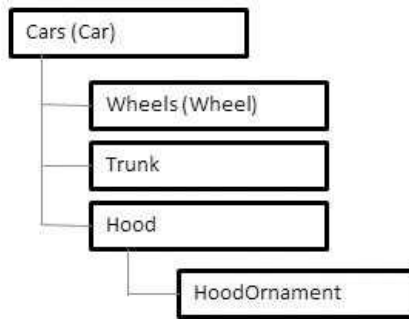 Cars (Car)
Wheels (Wheel)
Trunk
Hood
HoodOrnament